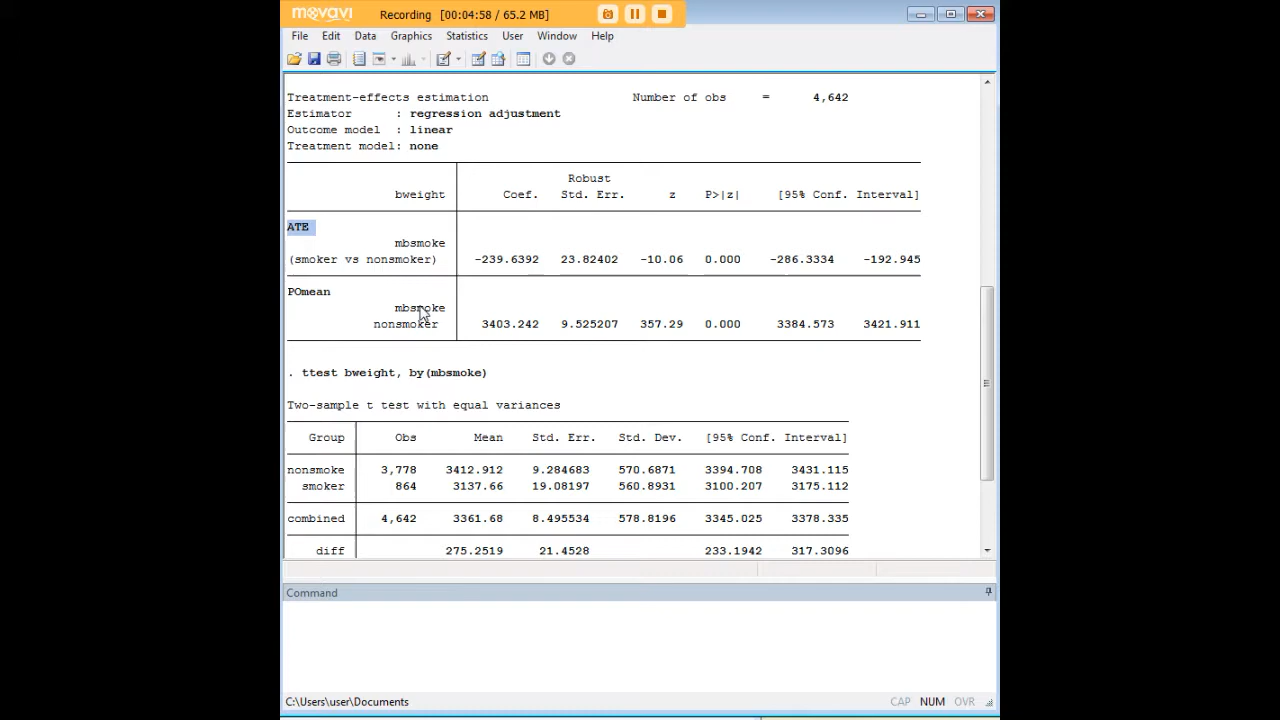 movavi Recording [00:04:58 / 65.2 MB]
File Edit Data Graphics Statistics User Window Help
Treatment-effects estimation Number of obs = 4,642
Estimator : regression adjustment
Outcome model : linear
Treatment model: none
Robust
bweight Coef. Std. Err. z P>|z| [95% Conf. Interval]
ATE
mbsmoke
(smoker vs nonsmoker) -239.6392 23.82402 -10.06 0.000 -286.3334 -192.945
POmean
mbsmoke
nonsmoker 3403.242 9.525207 357.29 0.000 3384.573 3421.911
. ttest bweight, by(mbsmoke)
Two-sample t test with equal variances
Group Obs Mean Std. Err. Std. Dev. [95% Conf. Interval]
nonsmoke 3,778 3412.912 9.284683 570.6871 3394.708 3431.115
smoker 864 3137.66 19.08197 560.8931 3100.207 3175.112
combined 4,642 3361.68 8.495534 578.8196 3345.025 3378.335
diff 275.2519 21.4528 233.1942 317.3096
Command
C:\Users\user\Documents CAP NUM OVR